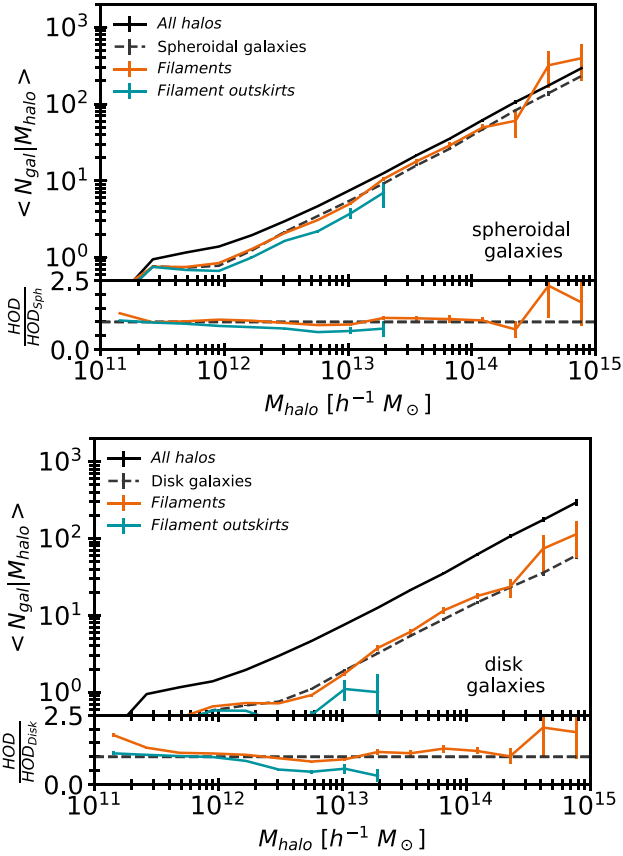 10³
10²
10¹
10⁰
< N_gal|M_halo >
All halos
Spheroidal galaxies
Filaments
Filament outskirts
spheroidal
galaxies
2.5
0.0
HOD
HOD_Sph
10¹¹ 10¹² 10¹³ 10¹⁴ 10¹⁵
M_halo [h⁻¹ M_⊙]
10³
10²
10¹
10⁰
< N_gal|M_halo >
All halos
Disk galaxies
Filaments
Filament outskirts
disk
galaxies
2.5
0.0
HOD
HOD_Disk
10¹¹ 10¹² 10¹³ 10¹⁴ 10¹⁵
M_halo [h⁻¹ M_⊙]